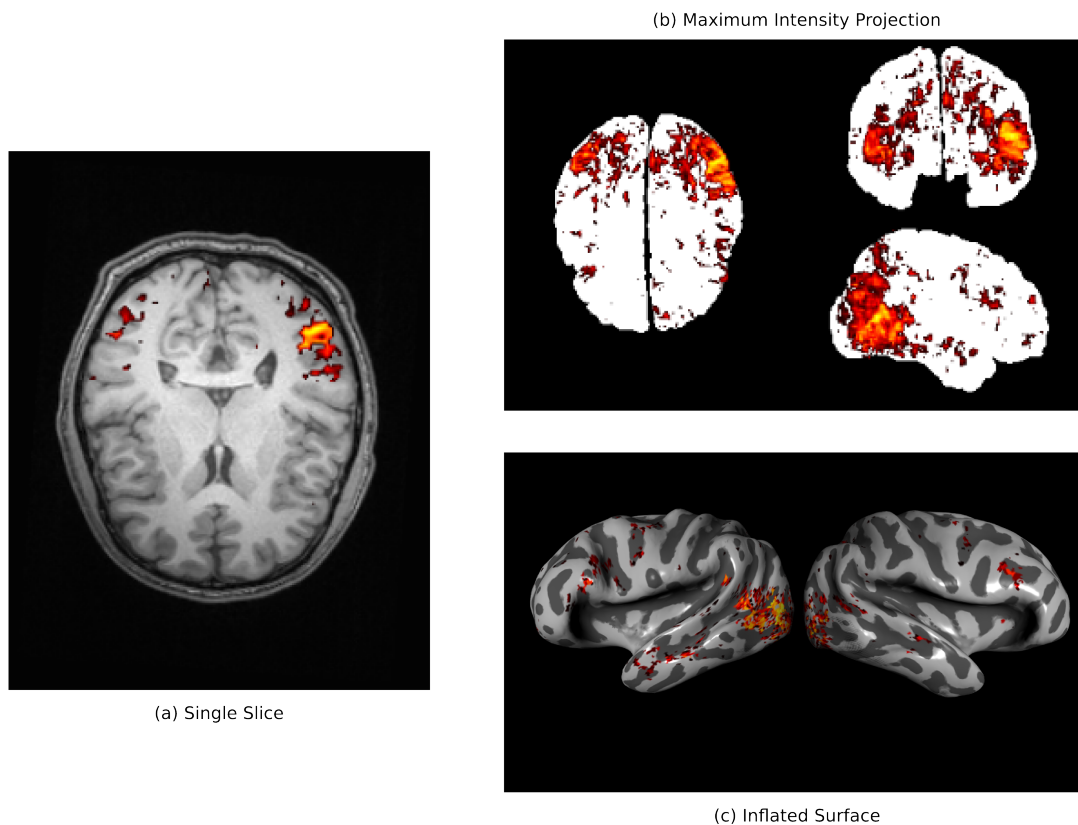 (b) Maximum Intensity Projection
(a) Single Slice
(c) Inflated Surface